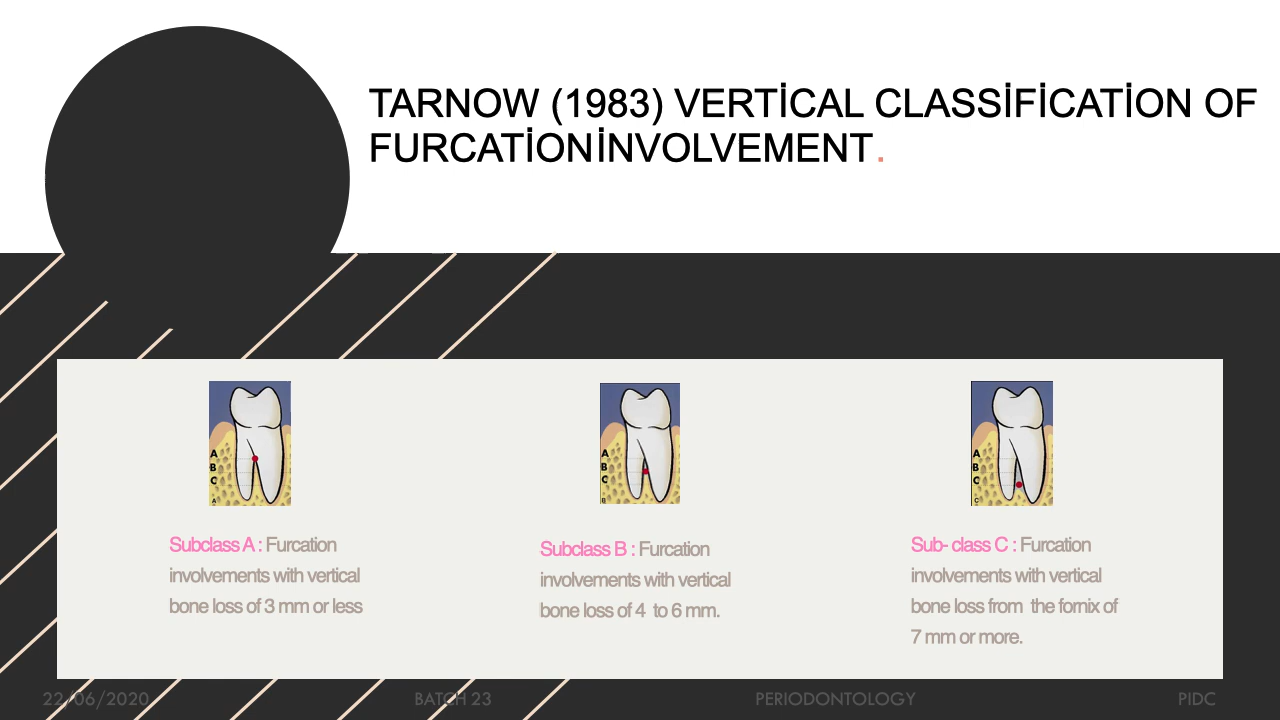 TARNOW (1983) VERTİCAL CLASSİFİCATİON OF
FURCATİONİNVOLVEMENT.
A
B
C
A
A
B
C
B
A
B
C
C
Subclass A : Furcation
involvements with vertical
bone loss of 3 mm or less
Subclass B : Furcation
involvements with vertical
bone loss of 4 to 6 mm.
Sub- class C : Furcation
involvements with vertical
bone loss from the fornix of
7 mm or more.
22/06/2020
BATCH 23
PERIODONTOLOGY
PIDC